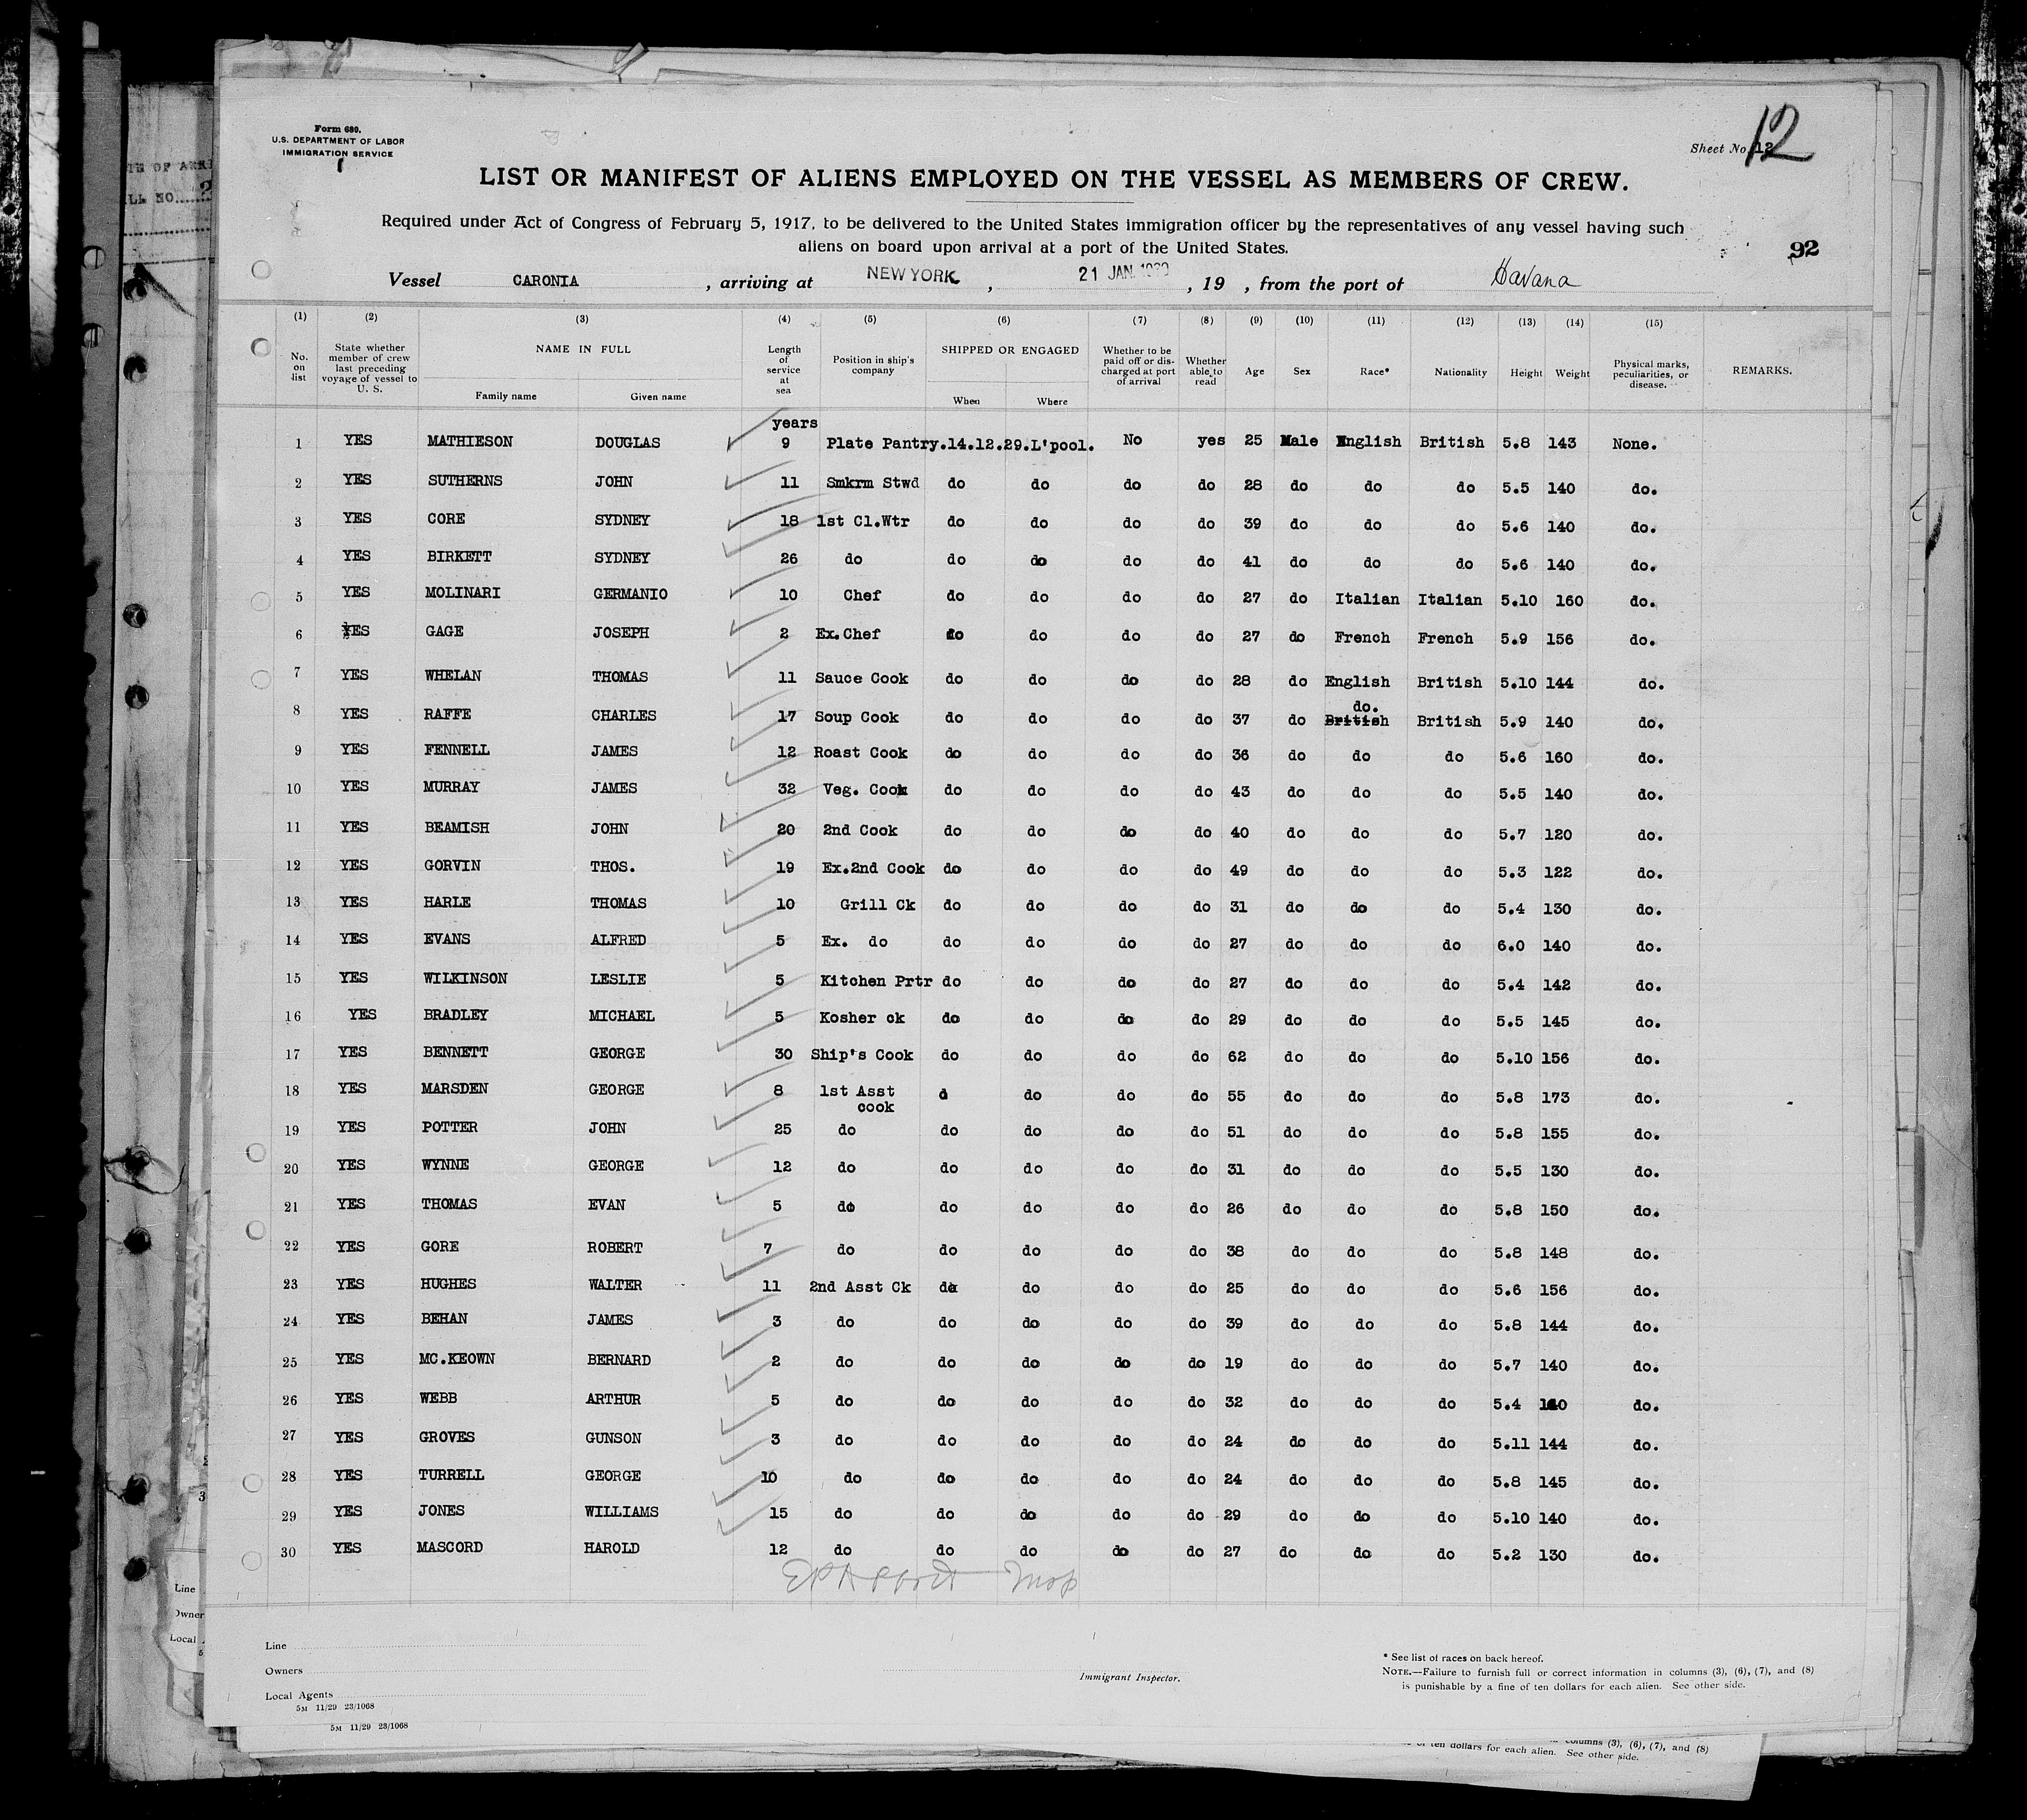 Form 680.
U.S. DEPARTMENT OF LABOR
IMMIGRATION SERVICE
Sheet No. 12
12
LIST OR MANIFEST OF ALIENS EMPLOYED ON THE VESSEL AS MEMBERS OF CREW.
Required under Act of Congress of February 5, 1917, to be delivered to the United States immigration officer by the representatives of any vessel having such
aliens on board upon arrival at a port of the United States.
92
Vessel CARONIA , arriving at NEW YORK , 21 JAN. , 19 , from the port of Havana
(1) (2) (3) (4) (5) (6) (7) (8) (9) (10) (11) (12) (13) (14) (15)
No. on list State whether member of crew last preceding voyage of vessel to U. S. NAME IN FULL Family name Given name Length of service at sea Position in ship's company SHIPPED OR ENGAGED When Where Whether to be paid off or discharged at port of arrival Whether able to read Age Sex Race* Nationality Height Weight Physical marks, peculiarities, or disease. REMARKS.
years
1 YES MATHIESON DOUGLAS 9 Plate Pantry.14.12.29.L'pool. No yes 25 Male English British 5.8 143 None.
2 YES SUTHERNS JOHN 11 Smkrm Stwd do do do do 28 do do do 5.5 140 do.
3 YES CORE SYDNEY 18 1st Cl.Wtr do do do do 39 do do do 5.6 140 do.
4 YES BIRKETT SYDNEY 26 do do do do do 41 do do do 5.6 140 do.
5 YES MOLINARI GERMANIO 10 Chef do do do do 27 do Italian Italian 5.10 160 do.
6 YES GAGE JOSEPH 2 Ex.Chef do do do do 27 do French French 5.9 156 do.
7 YES WHELAN THOMAS 11 Sauce Cook do do do do 28 do English British 5.10 144 do.
8 YES RAFFE CHARLES 17 Soup Cook do do do do 37 do British do. British 5.9 140 do.
9 YES FENNELL JAMES 12 Roast Cook do do do do 36 do do do 5.6 160 do.
10 YES MURRAY JAMES 32 Veg. Cook do do do do 43 do do do 5.5 140 do.
11 YES BEAMISH JOHN 20 2nd Cook do do do do 40 do do do 5.7 120 do.
12 YES GORVIN THOS. 19 Ex.2nd Cook do do do do 49 do do do 5.3 122 do.
13 YES HARLE THOMAS 10 Grill Ck do do do do 31 do do do 5.4 130 do.
14 YES EVANS ALFRED 5 Ex. do do do do do 27 do do do 6.0 140 do.
15 YES WILKINSON LESLIE 5 Kitchen Prtr do do do do 27 do do do 5.4 142 do.
16 YES BRADLEY MICHAEL 5 Kosher ck do do do do 29 do do do 5.5 145 do.
17 YES BENNETT GEORGE 30 Ship's Cook do do do do 62 do do do 5.10 156 do.
18 YES MARSDEN GEORGE 8 1st Asst cook d do do do 55 do do do 5.8 173 do.
19 YES POTTER JOHN 25 do do do do do 51 do do do 5.8 155 do.
20 YES WYNNE GEORGE 12 do do do do do 31 do do do 5.5 130 do.
21 YES THOMAS EVAN 5 do do do do do 26 do do do 5.8 150 do.
22 YES GORE ROBERT 7 do do do do do 38 do do do 5.8 148 do.
23 YES HUGHES WALTER 11 2nd Asst Ck do do do do 25 do do do 5.6 156 do.
24 YES BEHAN JAMES 3 do do do do do 39 do do do 5.8 144 do.
25 YES MC.KEOWN BERNARD 2 do do do do do 19 do do do 5.7 140 do.
26 YES WEBB ARTHUR 5 do do do do do 32 do do do 5.4 do.
27 YES GROVES GUNSON 3 do do do do do 24 do do do 5.11 144 do.
28 YES TURRELL GEORGE 10 do do do do do 24 do do do 5.8 145 do.
29 YES JONES WILLIAMS 15 do do do do do 29 do do do 5.10 140 do.
30 YES MASCORD HAROLD 12 do do do do do 27 do do do 5.2 130 do.
Line
Owners
Local Agents
5M 11/29 23/1068
Immigrant Inspector.
* See list of races on back hereof.
NOTE.—Failure to furnish full or correct information in columns (3), (6), (7), and (8)
is punishable by a fine of ten dollars for each alien. See other side.
5M 11/29 23/1068
columns (3), (6), (7), and (8)
of ten dollars for each alien. See other side.